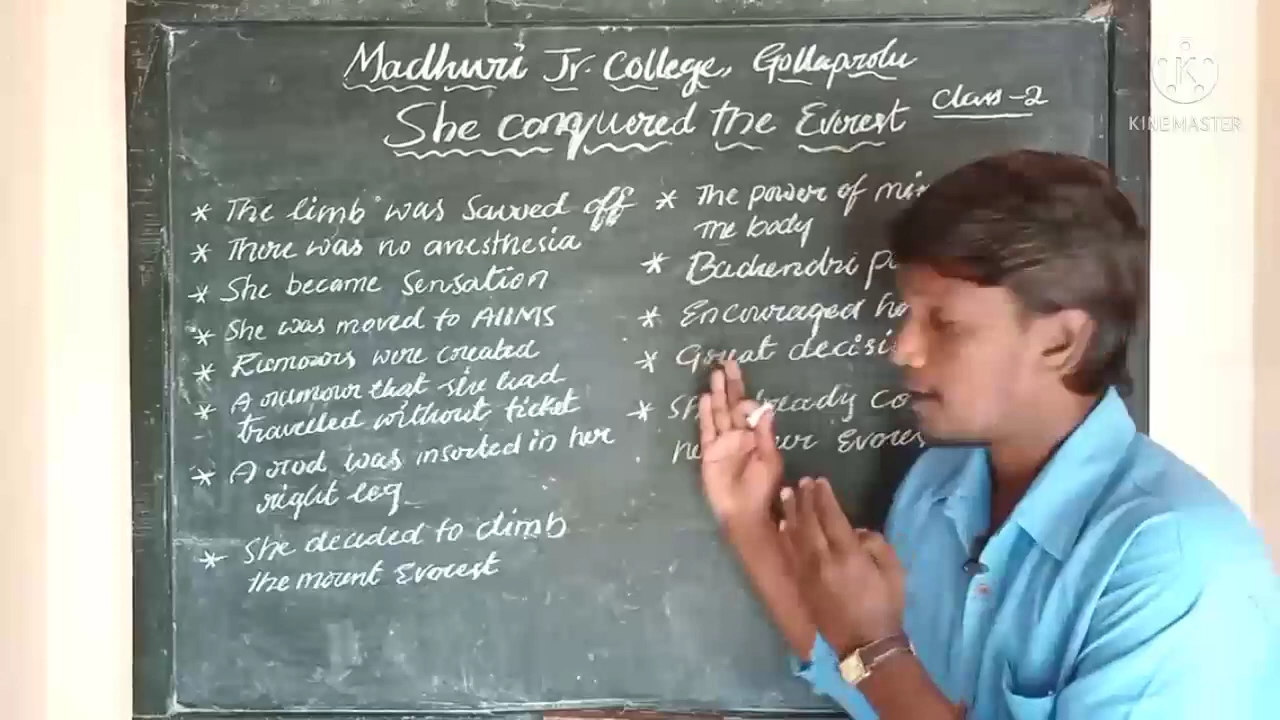 Madhuri Jr. College, Gollaprolu
She conquered the Everest
Class-2
* The limb was Sawed off
* There was no anesthesia
* She became Sensation
* She was moved to AIIMS
* Rumours were created
* A rumour that she had
travelled without ticket
* A rod was inserted in her
right leg
* She decided to climb
the mount Everest
* The power of
the body
* Bachendri
* Encouraged
* Great
*
KINEMASTER